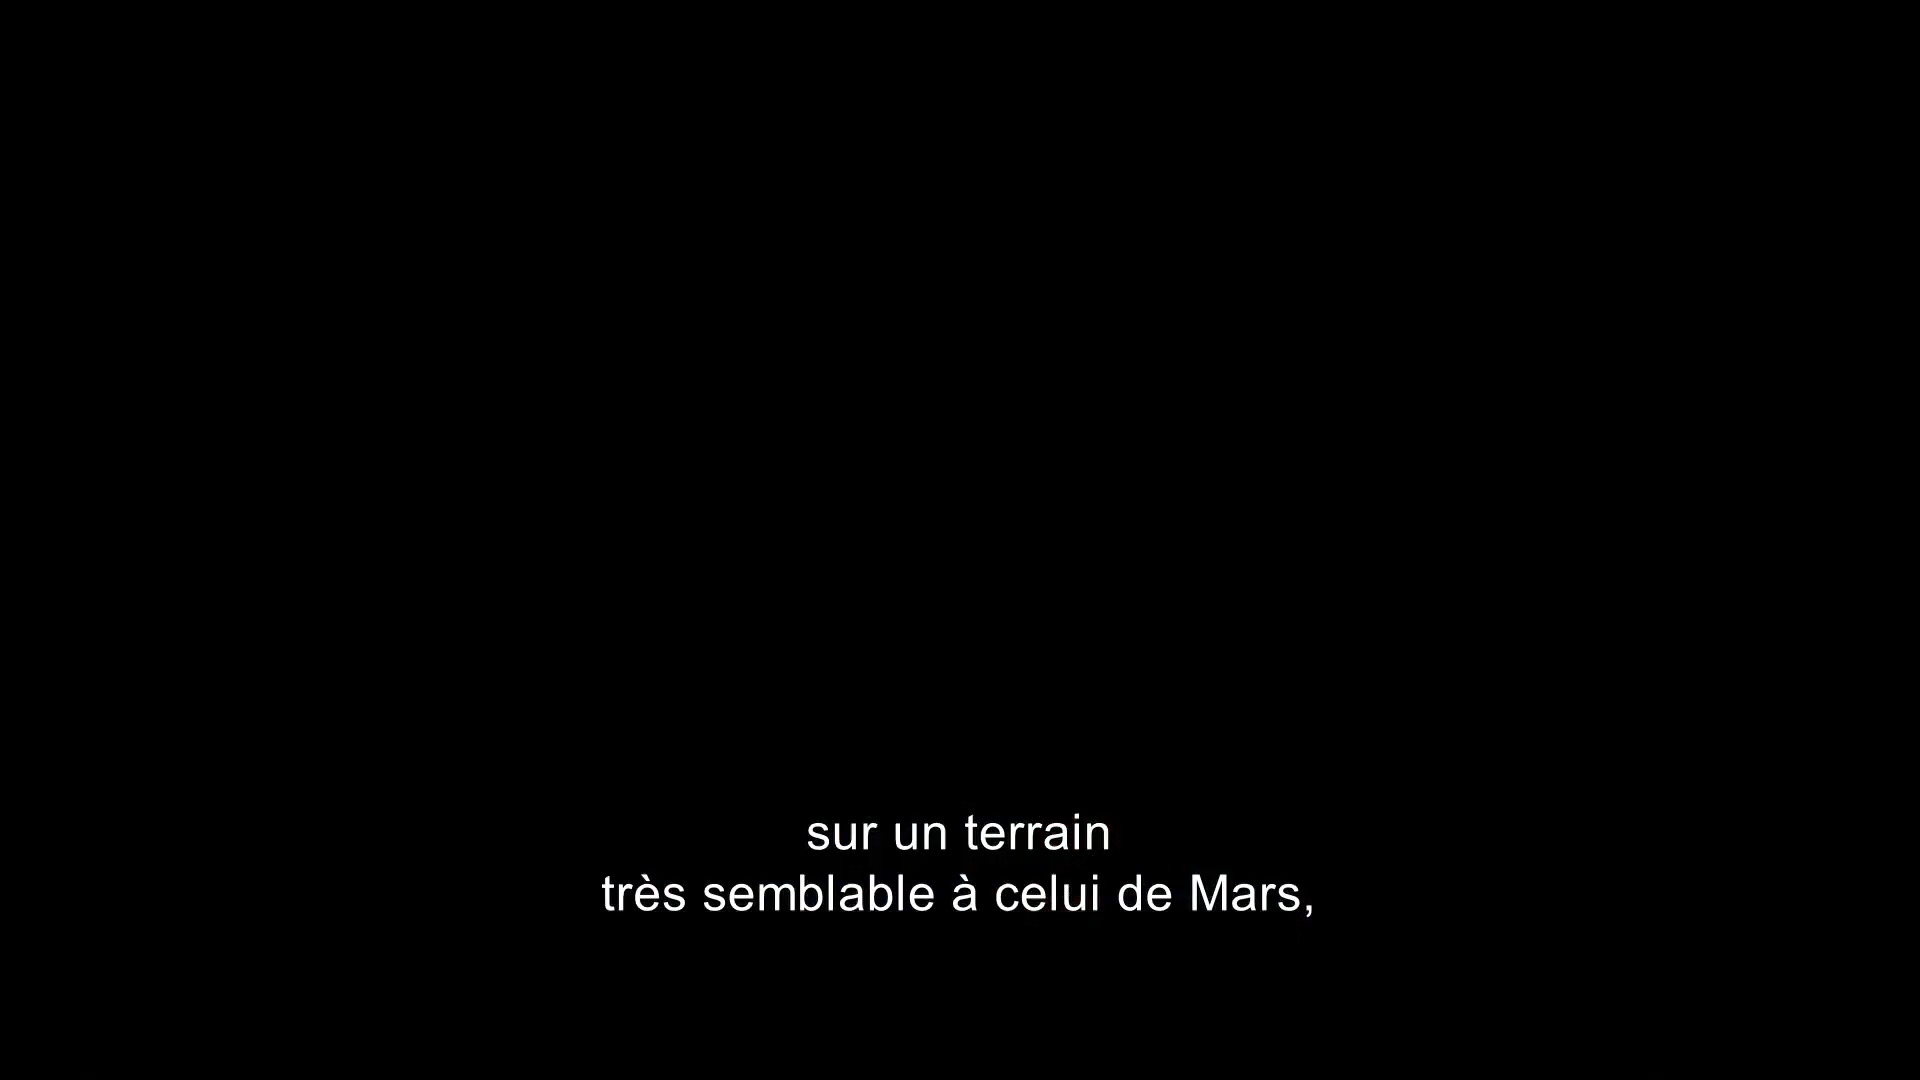 sur un terrain
très semblable à celui de Mars,